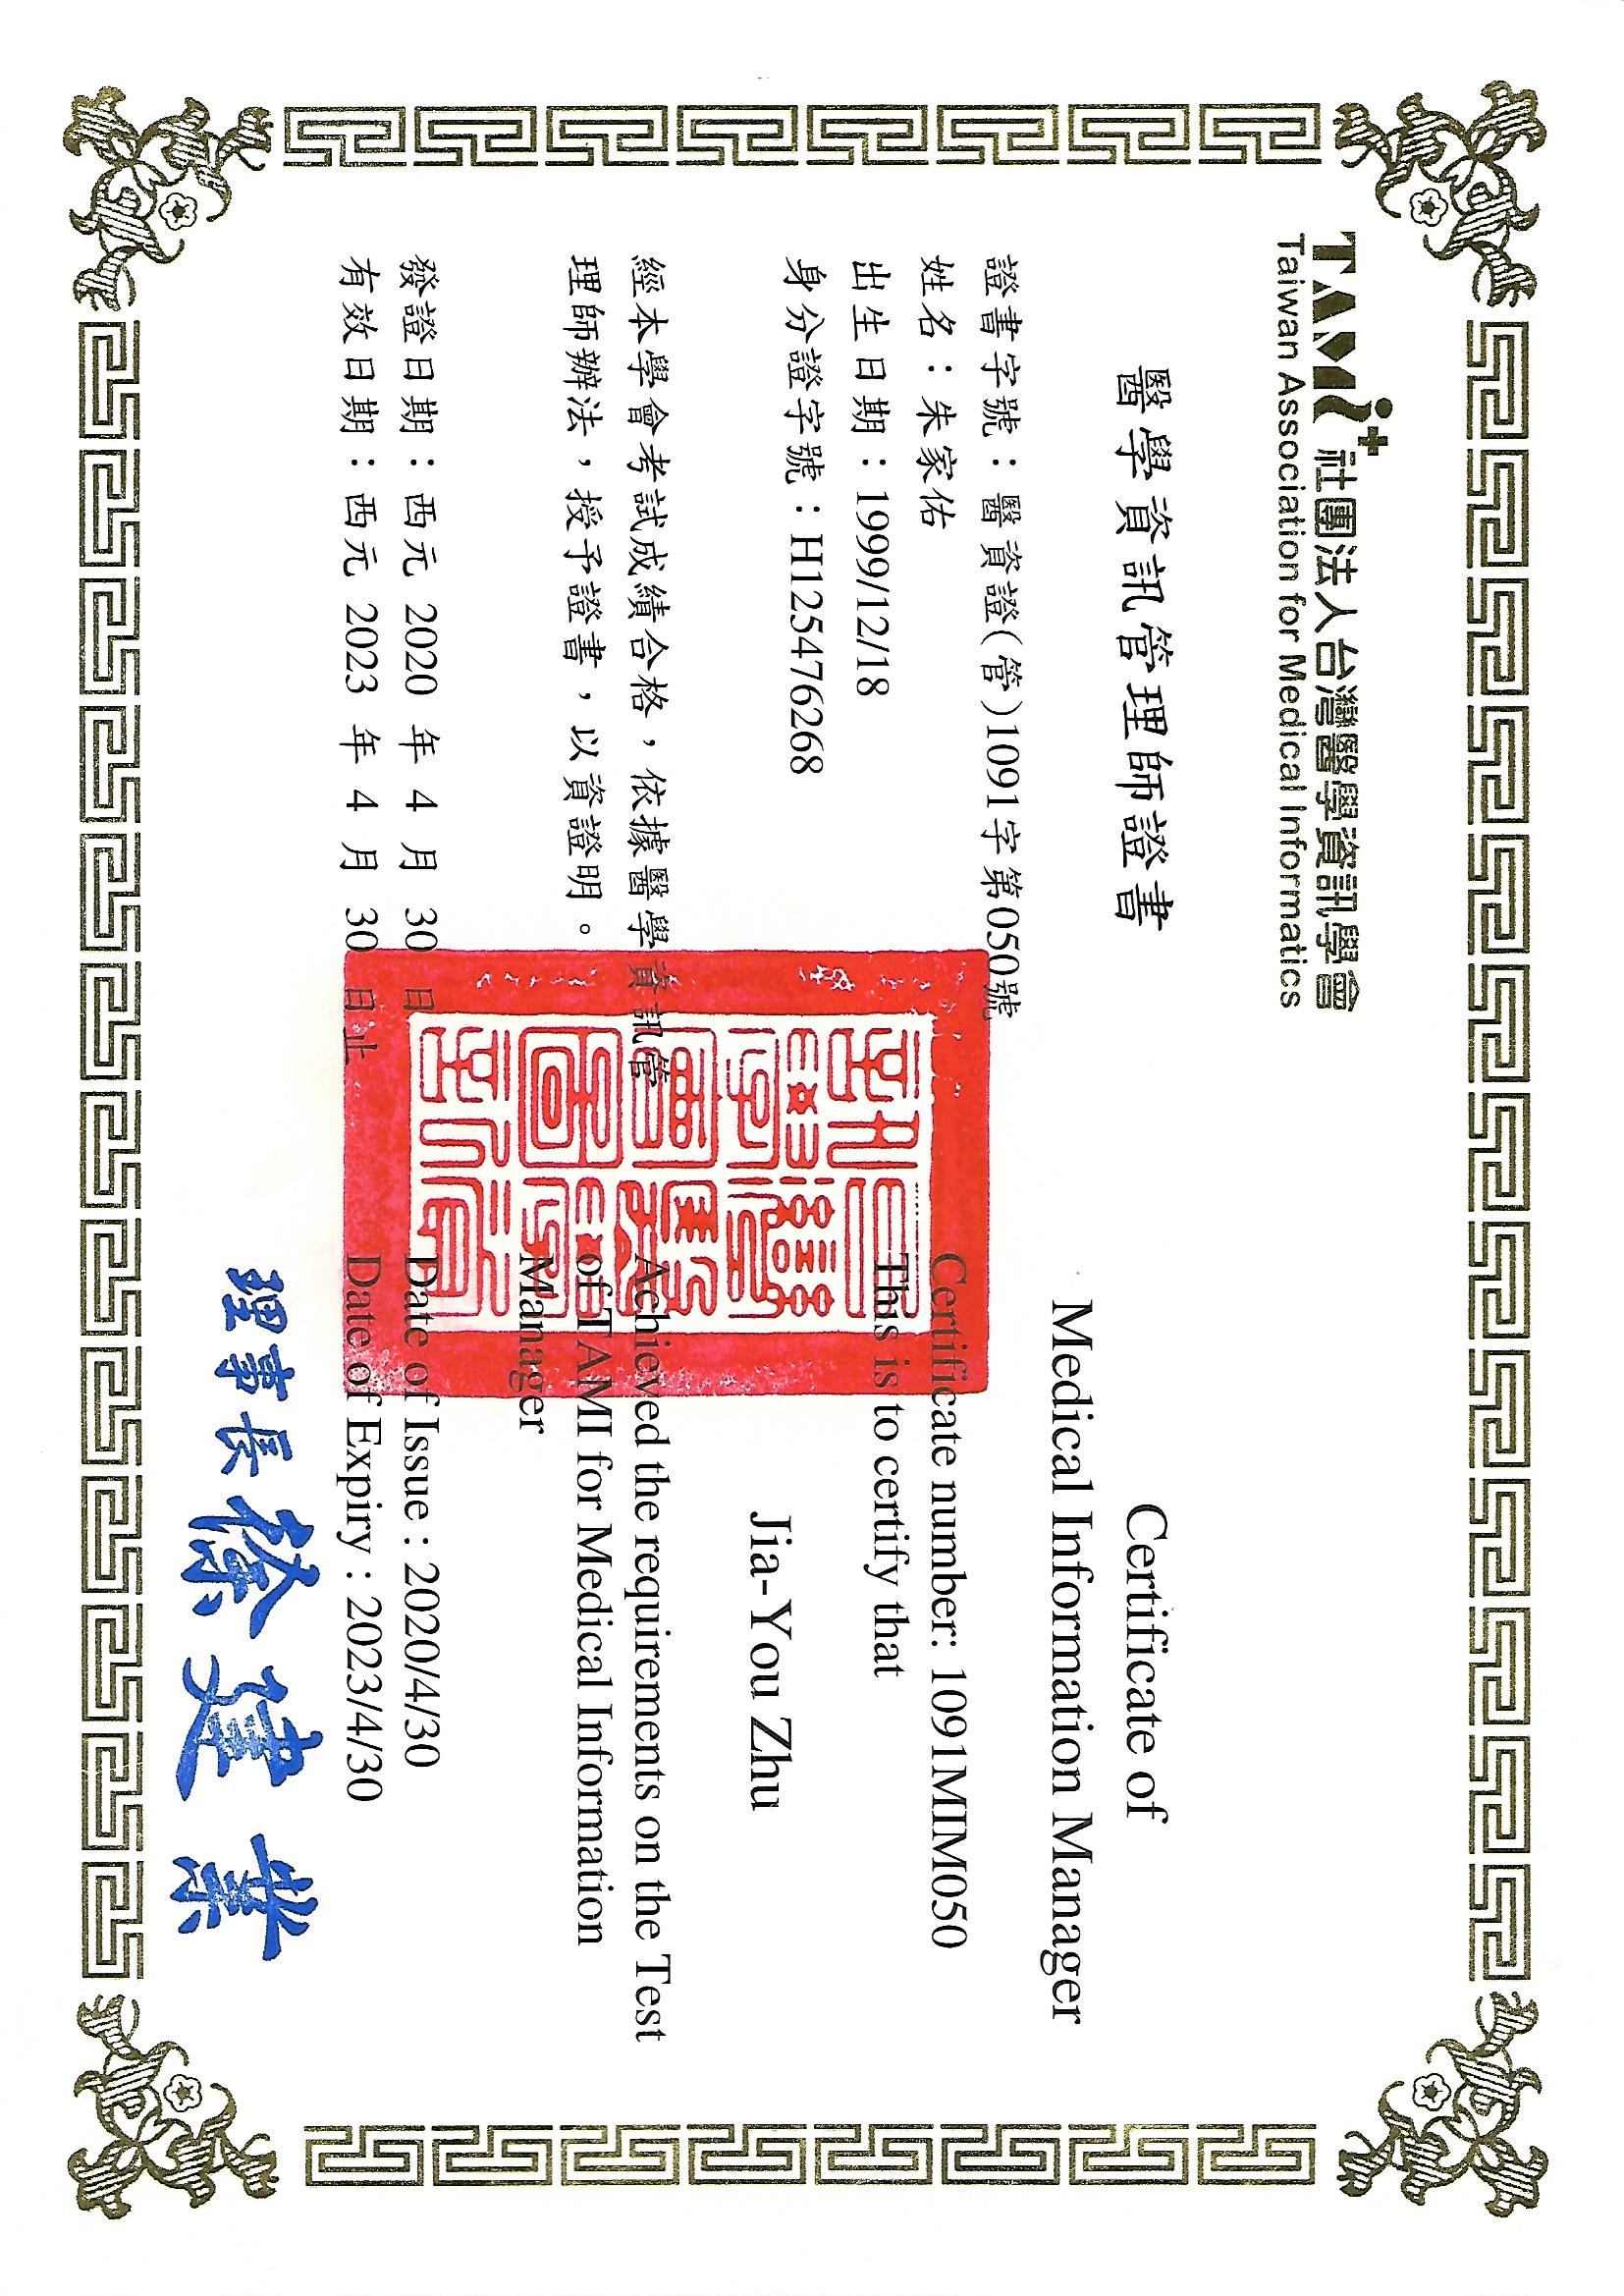 TAMi+社團法人台灣醫學資訊學會
Taiwan Association for Medical Informatics
醫學資訊管理師證書
證書字號：醫資證(管)1091字第050號
姓名：朱家佑
出生日期：1999/12/18
身分證字號：H125476268
經本學會考試成績合格，依據醫學資訊管
理師辦法，授予證書，以資證明。
發證日期：西元 2020 年 4 月 30 日
有效日期：西元 2023 年 4 月 30 日止
Certificate of
Medical Information Manager
Certificate number: 1091MIM050
This is to certify that
Jia-You Zhu
Achieved the requirements on the Test
of TAMI for Medical Information
Manager
Date of Issue : 2020/4/30
Date of Expiry : 2023/4/30
理事長徐建業
台灣醫學資
訊學會圖記